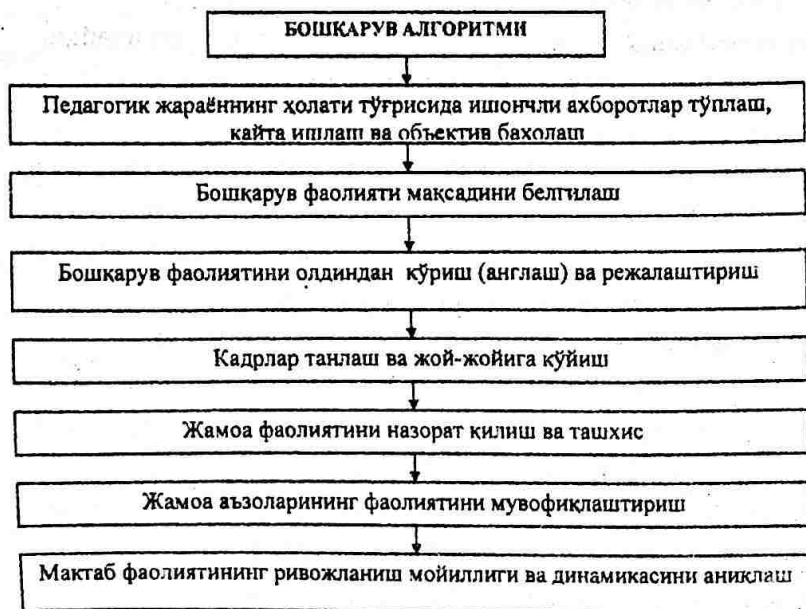 БОШҚАРУВ АЛГОРИТМИ
Педагогик жараённинг ҳолати тўғрисида ишончли ахборотлар тўплаш,
қайта ишлаш ва объектив баҳолаш
Бошқарув фаолияти мақсадини белгилаш
Бошқарув фаолиятини олдиндан кўриш (англаш) ва режалаштириш
Кадрлар танлаш ва жой-жойига қўйиш
Жамоа фаолиятини назорат қилиш ва ташхис
Жамоа аъзоларининг фаолиятини мувофиқлаштириш
Мактаб фаолиятининг ривожланиш мойиллиги ва динамикасини аниқлаш